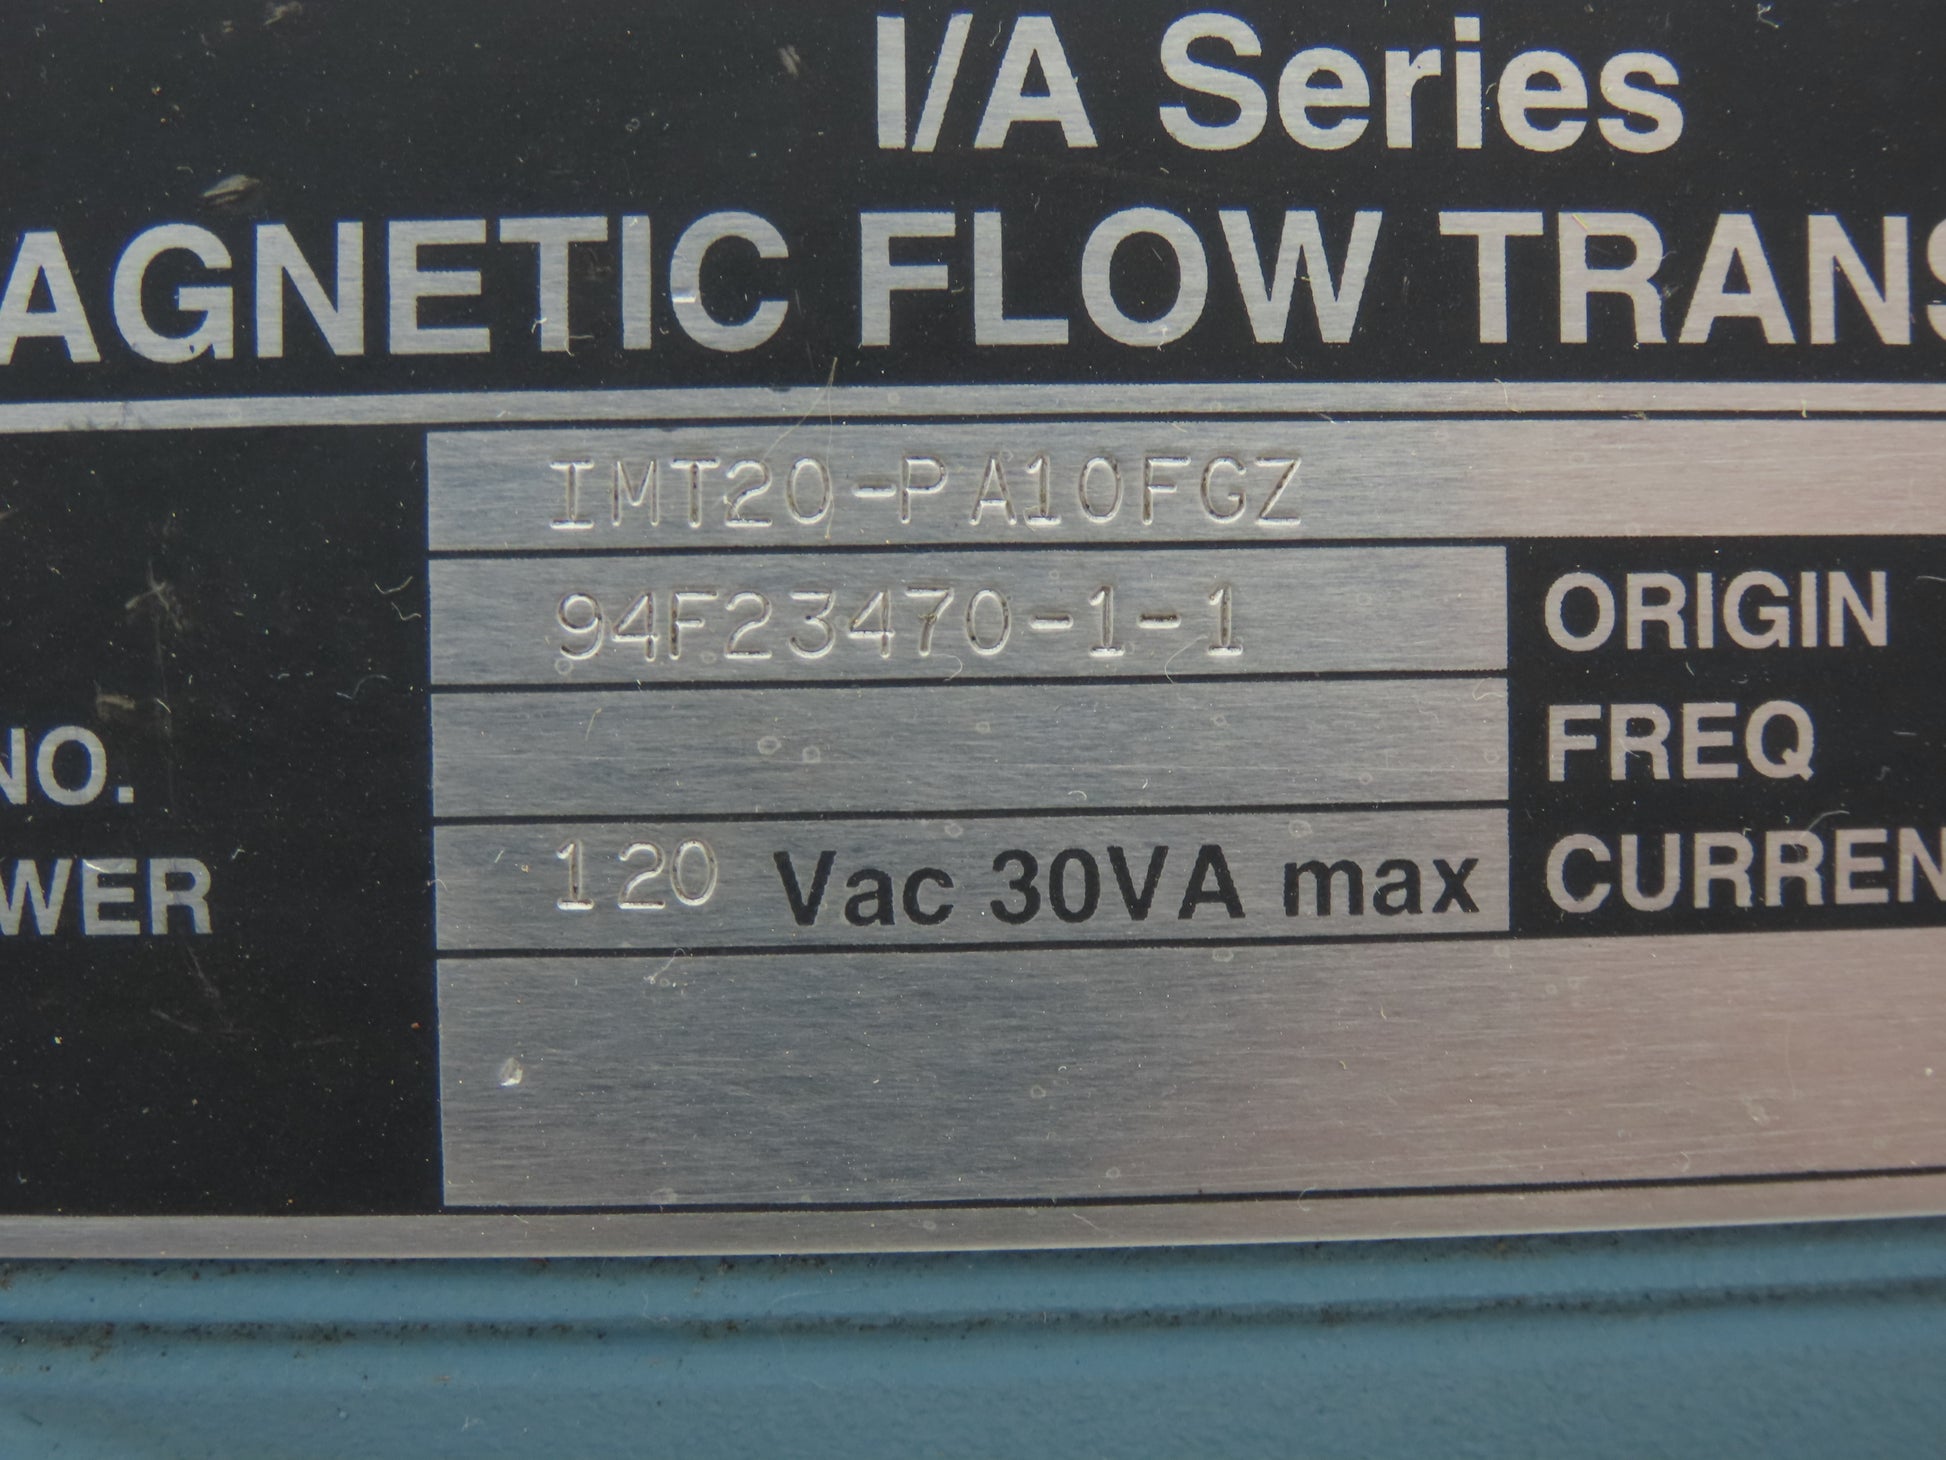 I/A Series
AGNETIC FLOW TRANS
IMT20-PA10FGZ
94F23470-1-1 ORIGIN
NO. FREQ
WER 120 Vac 30VA max CURREN